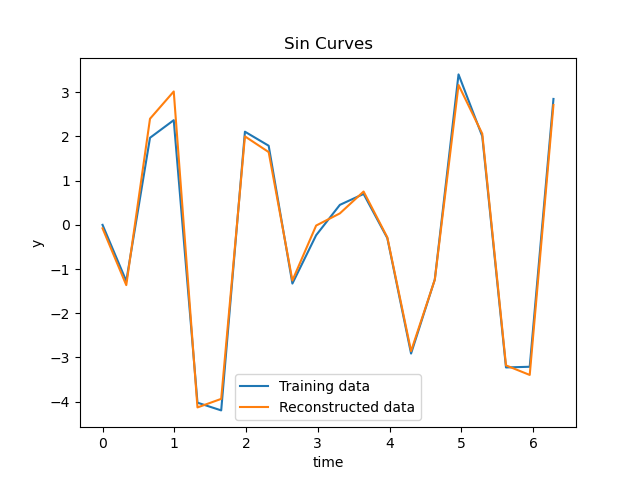 Sin Curves
y
3
2
1
0
−1
−2
−3
−4
Training data
Reconstructed data
0 1 2 3 4 5 6
time